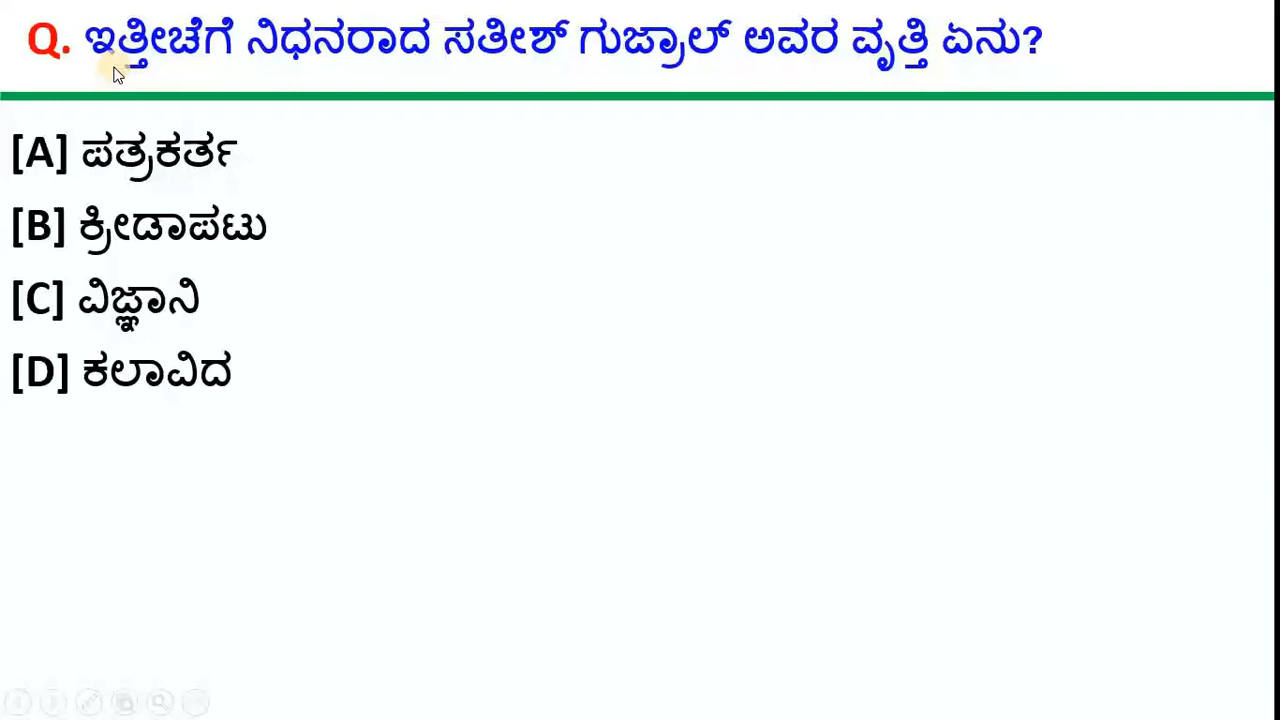 Q. ಇತ್ತೀಚೆಗೆ ನಿಧನರಾದ ಸತೀಶ್ ಗುಜ್ರಾಲ್ ಅವರ ವೃತ್ತಿ ಏನು?
[A] ಪತ್ರಕರ್ತ
[B] ಕ್ರೀಡಾಪಟು
[C] ವಿಜ್ಞಾನಿ
[D] ಕಲಾವಿದ